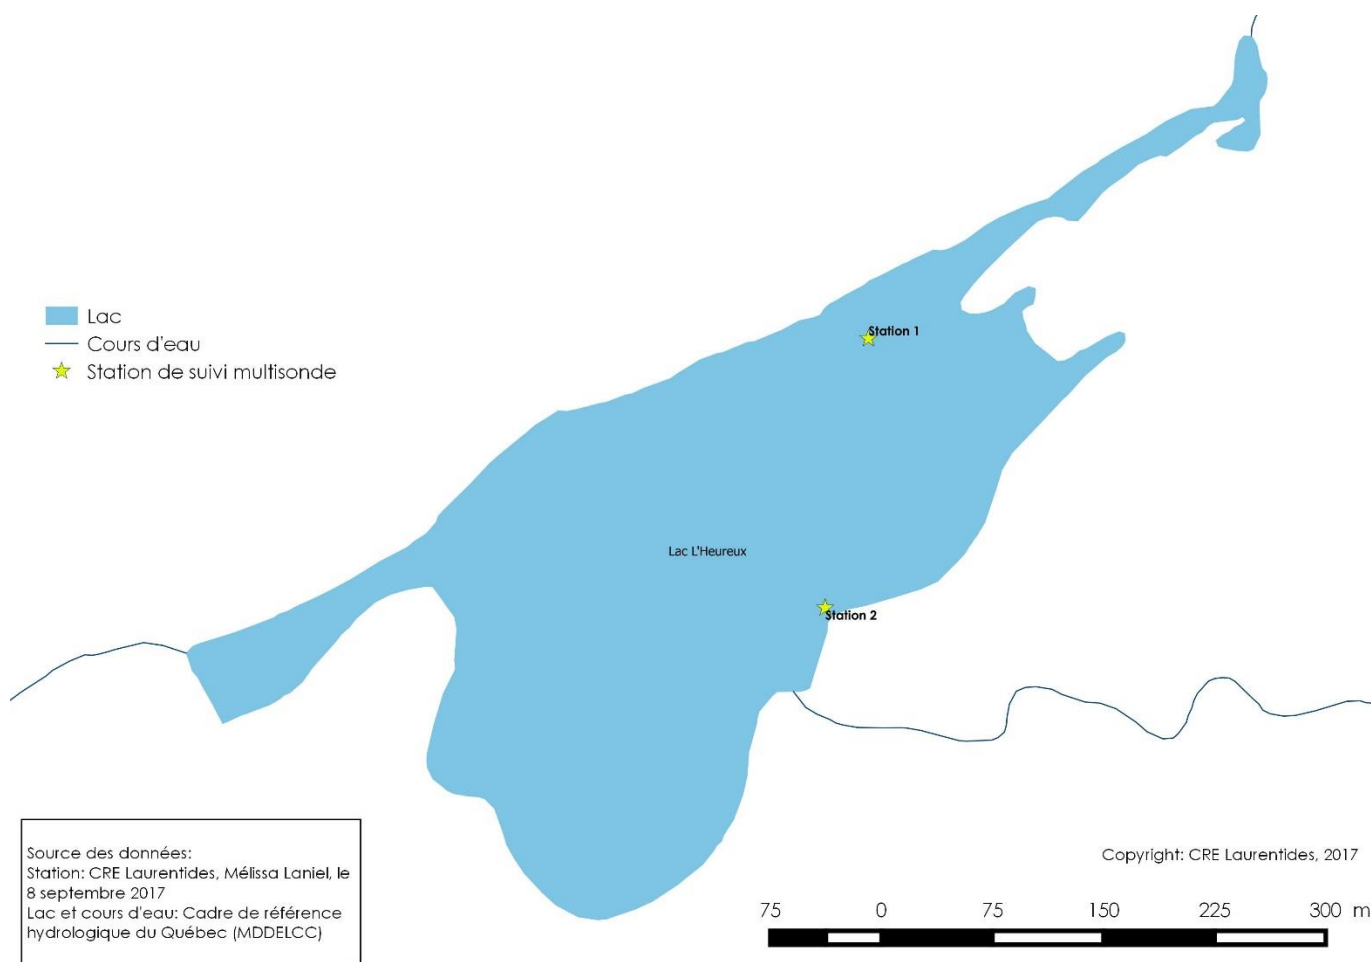 Station 1
Lac
Cours d'eau
Station de suivi multisonde
Lac L'Heureux
Station 2
Source des données:
Station: CRE Laurentides, Mélissa Laniel, le
8 septembre 2017
Lac et cours d'eau: Cadre de référence
hydrologique du Québec (MDDELCC)
Copyright: CRE Laurentides, 2017
75 0 75 150 225 300 m